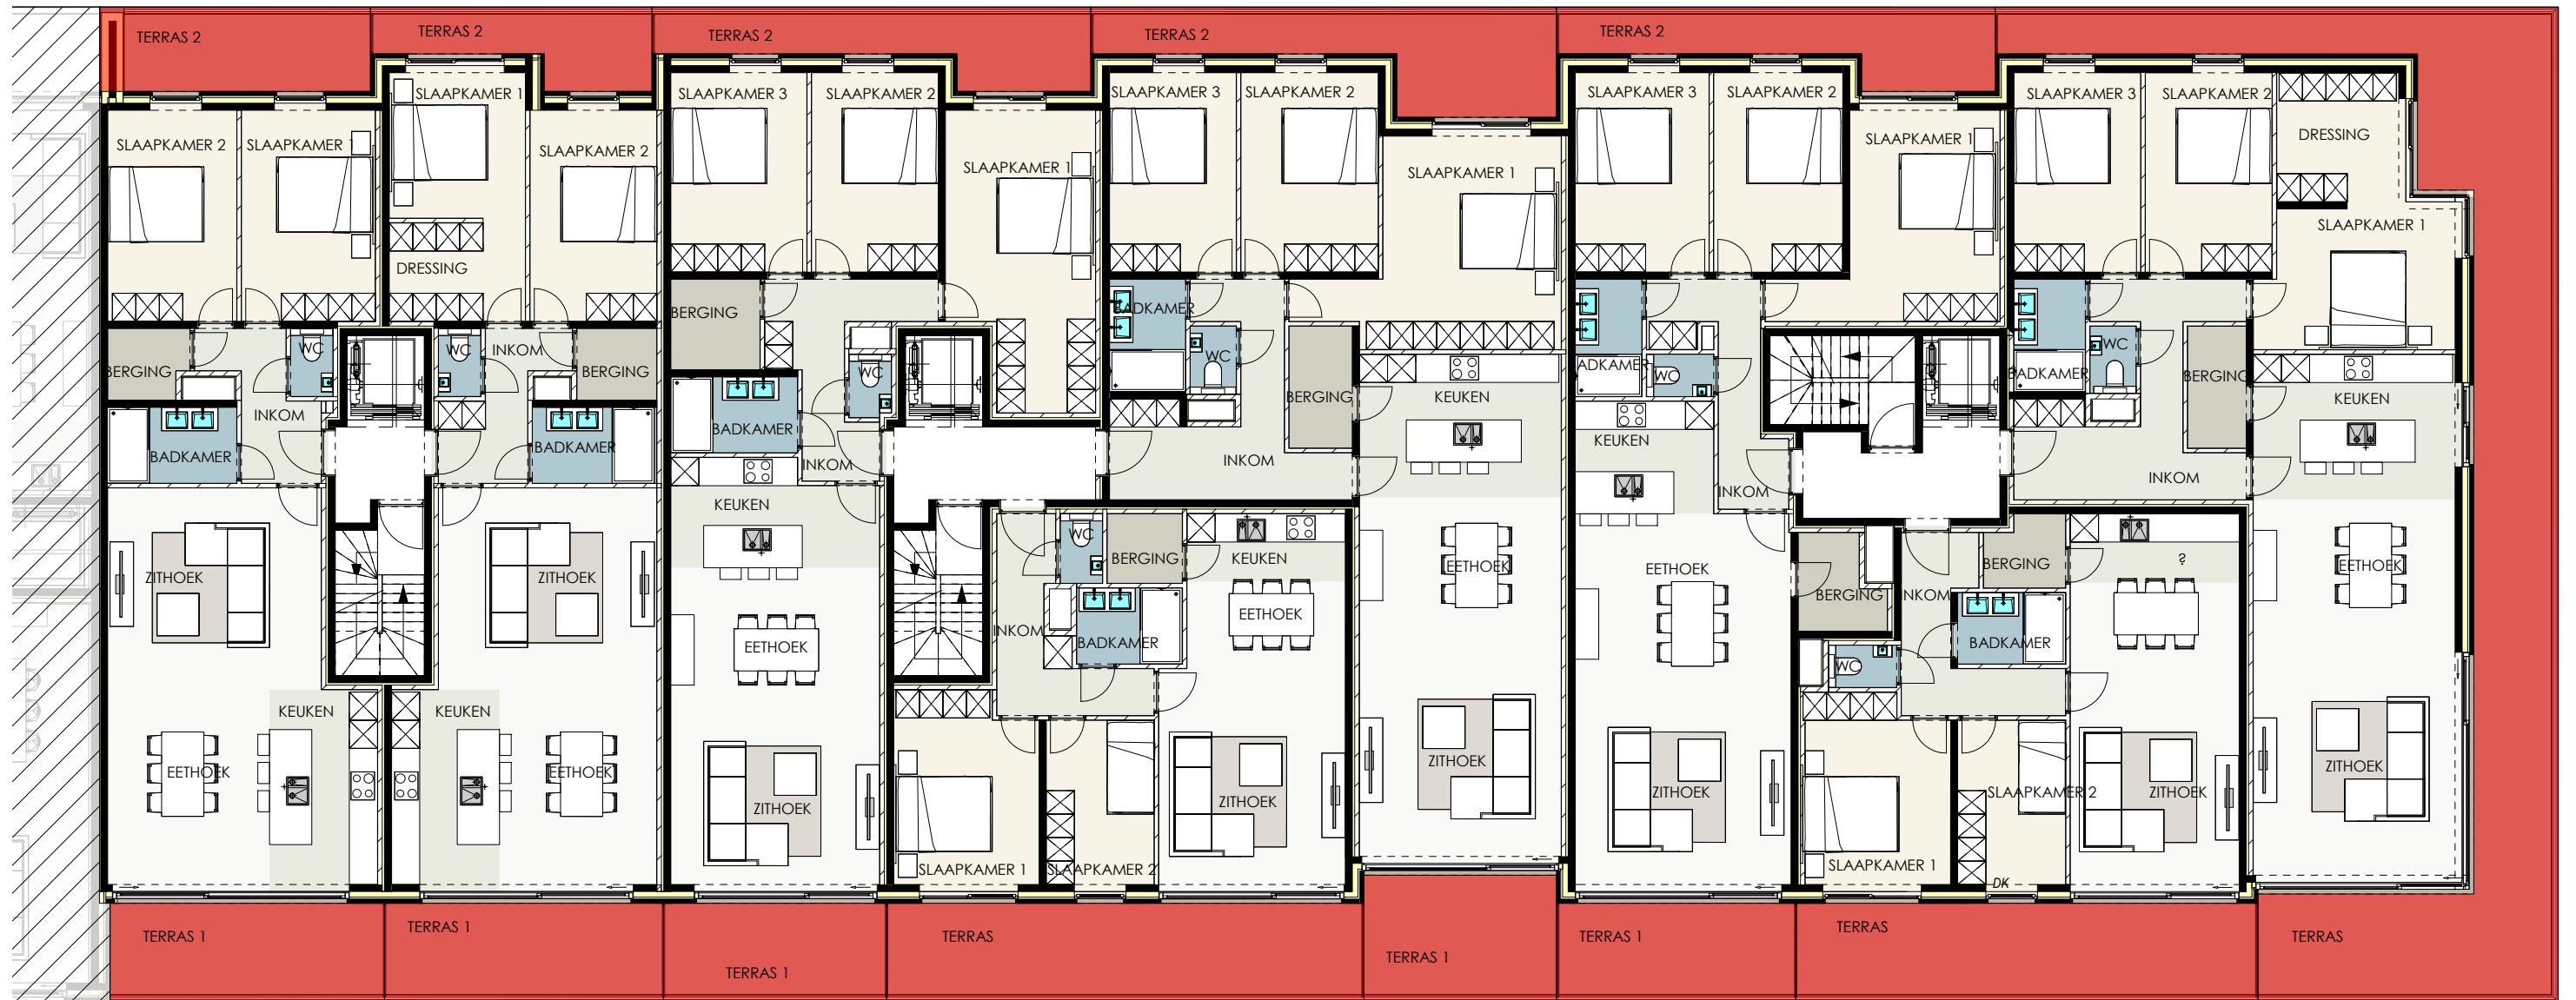 TERRAS 2
TERRAS 2
TERRAS 2
TERRAS 2
TERRAS 2
SLAAPKAMER 2
SLAAPKAMER 1
SLAAPKAMER 1
SLAAPKAMER 2
SLAAPKAMER 3
SLAAPKAMER 2
SLAAPKAMER 1
SLAAPKAMER 3
SLAAPKAMER 2
SLAAPKAMER 1
SLAAPKAMER 3
SLAAPKAMER 2
SLAAPKAMER 1
SLAAPKAMER 3
SLAAPKAMER 2
DRESSING
SLAAPKAMER 1
DRESSING
BERGING
WC
INKOM
BADKAMER
WC
INKOM
BERGING
BADKAMER
BERGING
WC
BADKAMER
INKOM
KEUKEN
BADKAMER
WC
BERGING
INKOM
KEUKEN
ADKAMER
WC
KEUKEN
INKOM
BADKAMER
WC
BERGING
INKOM
KEUKEN
ZITHOEK
ZITHOEK
EETHOEK
WC
BERGING
KEUKEN
EETHOEK
INKOM
BADKAMER
EETHOEK
EETHOEK
BERGING
INKOM
BERGING
?
BADKAMER
WC
EETHOEK
KEUKEN
KEUKEN
EETHOEK
EETHOEK
ZITHOEK
ZITHOEK
ZITHOEK
ZITHOEK
ZITHOEK
ZITHOEK
SLAAPKAMER 1
SLAAPKAMER 2
SLAAPKAMER 1
SLAAPKAMER 2
DK
TERRAS 1
TERRAS 1
TERRAS 1
TERRAS
TERRAS 1
TERRAS 1
TERRAS
TERRAS